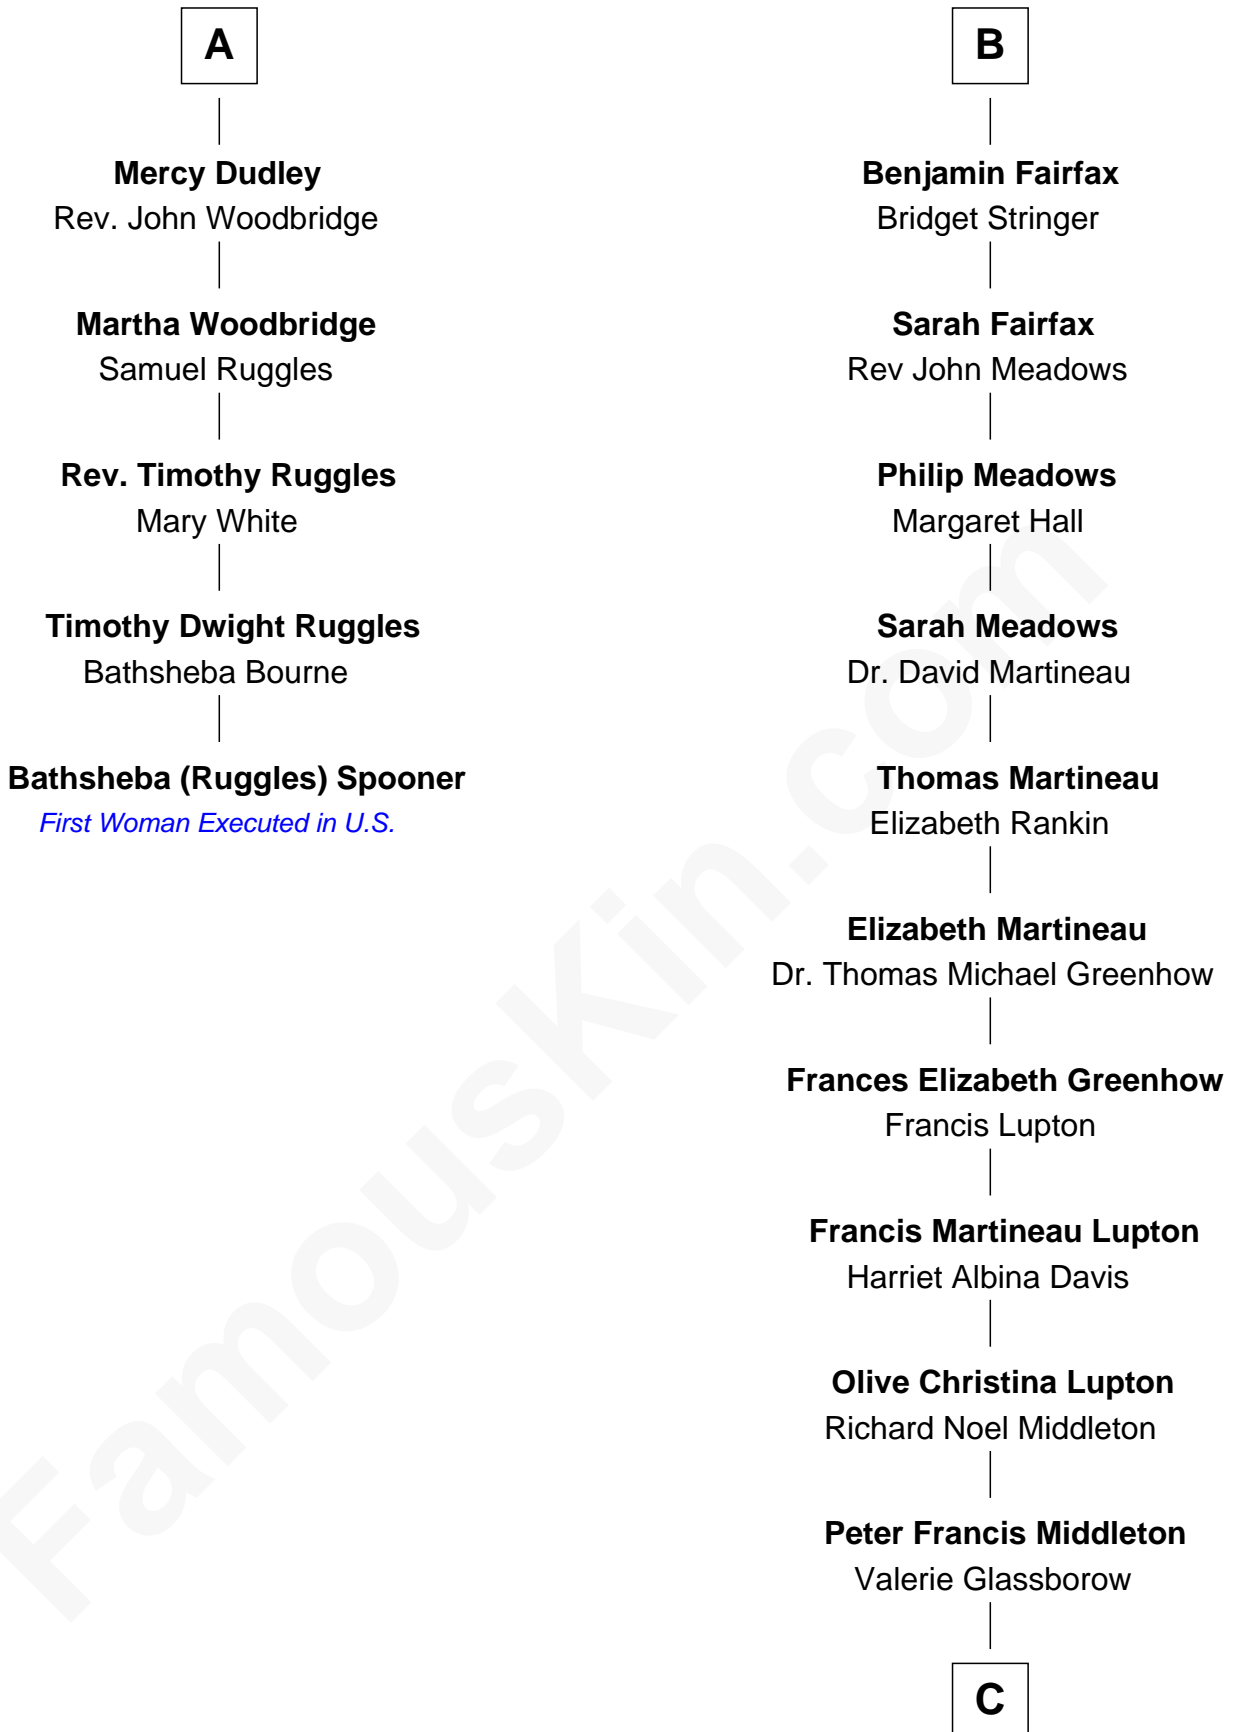 A
Mercy Dudley
Rev. John Woodbridge
Martha Woodbridge
Samuel Ruggles
Rev. Timothy Ruggles
Mary White
Timothy Dwight Ruggles
Bathsheba Bourne
Bathsheba (Ruggles) Spooner
First Woman Executed in U.S.
B
Benjamin Fairfax
Bridget Stringer
Sarah Fairfax
Rev John Meadows
Philip Meadows
Margaret Hall
Sarah Meadows
Dr. David Martineau
Thomas Martineau
Elizabeth Rankin
Elizabeth Martineau
Dr. Thomas Michael Greenhow
Frances Elizabeth Greenhow
Francis Lupton
Francis Martineau Lupton
Harriet Albina Davis
Olive Christina Lupton
Richard Noel Middleton
Peter Francis Middleton
Valerie Glassborow
C
FamousKin.com